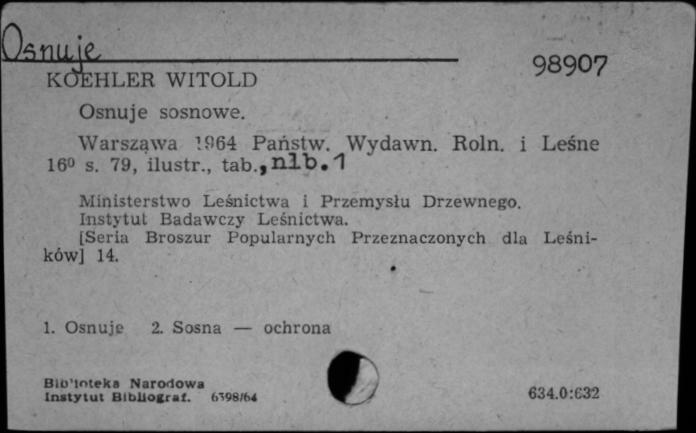 Osnuje
98907
KOEHLER WITOLD
Osnuje sosnowe.
Warszawa 1964 Państw. Wydawn. Roln. i Leśne
16⁰ s. 79, ilustr., tab., nlb. 1
Ministerstwo Leśnictwa i Przemysłu Drzewnego.
Instytut Badawczy Leśnictwa.
[Seria Broszur Popularnych Przeznaczonych dla Leśni-
ków] 14.
1. Osnuje 2. Sosna — ochrona
Biblioteka Narodowa
Instytut Bibliograf. 6398/64
634.0:632